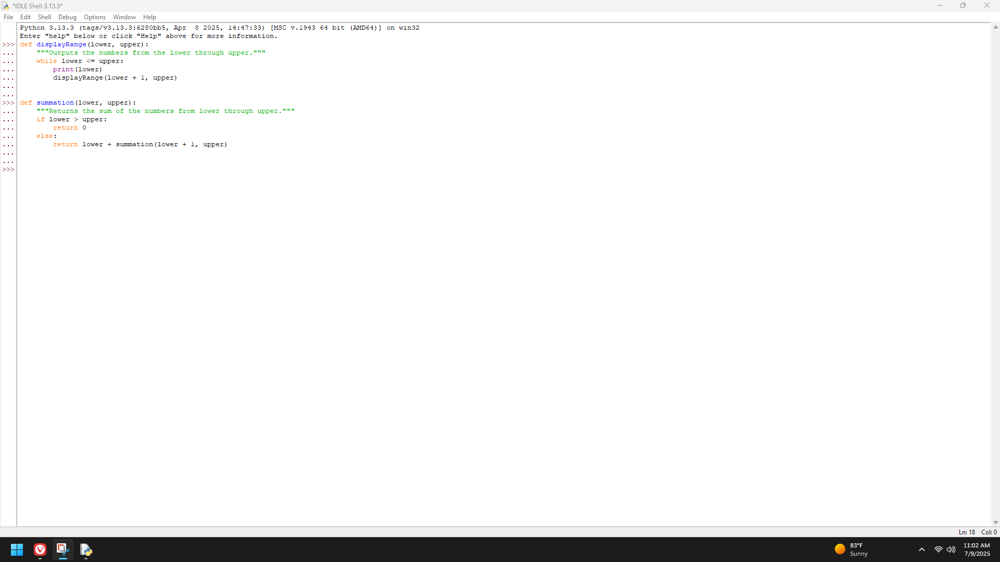 *IDLE Shell 3.13.3*
File Edit Shell Debug Options Window Help
Python 3.13.3 (tags/v3.13.3:6280bb5, Apr  8 2025, 14:47:33) [MSC v.1943 64 bit (AMD64)] on win32
Enter "help" below or click "Help" above for more information.
>>> def displayRange(lower, upper):
...     """Outputs the numbers from the lower through upper."""
...     while lower <= upper:
...         print(lower)
...         displayRange(lower + 1, upper)
...
...
>>> def summation(lower, upper):
...     """Returns the sum of the numbers from lower through upper."""
...     if lower > upper:
...         return 0
...     else:
...         return lower + summation(lower + 1, upper)
...
...
>>>
Ln: 18 Col: 0
83°F
Sunny
11:02 AM
7/9/2025